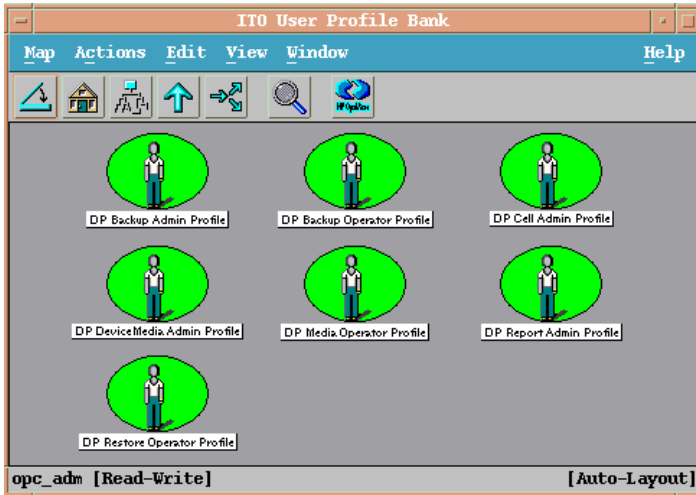 ITO User Profile Bank
Map Actions Edit View Window Help
HP OpenView
DP Backup Admin Profile DP Backup Operator Profile DP Cell Admin Profile
DP DeviceMedia Admin Profile DP Media Operator Profile DP Report Admin Profile
DP Restore Operator Profile
opc_adm [Read-Write] [Auto-Layout]